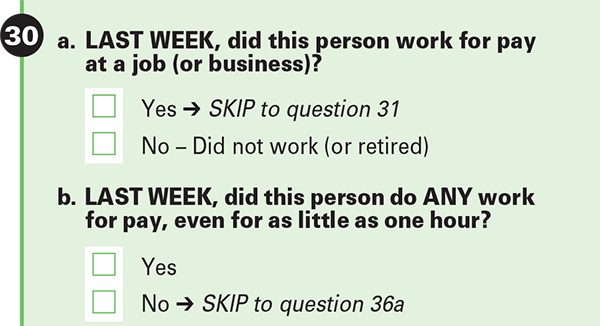 30 a. LAST WEEK, did this person work for pay
at a job (or business)?
Yes ➔ SKIP to question 31
No – Did not work (or retired)
b. LAST WEEK, did this person do ANY work
for pay, even for as little as one hour?
Yes
No ➔ SKIP to question 36a